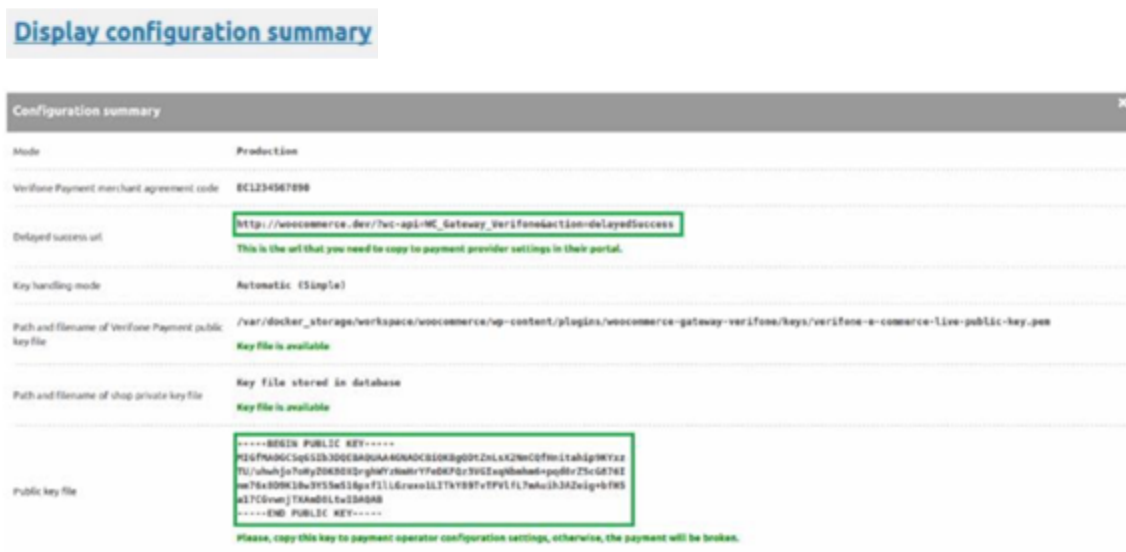 Display configuration summary
Configuration summary
x
Mode
Production
Verifone Payment merchant agreement code
EC1234567890
Delayed success url
http://woocommerce.dev/?wc-api=WC_Gateway_Verifone&action=delayedSuccess
This is the url that you need to copy to payment provider settings in their portal.
Key handling mode
Automatic (Simple)
Path and filename of Verifone Payment public
key file
/var/docker_storage/workspace/woocommerce/wp-content/plugins/woocommerce-gateway-verifone/keys/verifone-e-commerce-live-public-key.pem
Key file is available
Path and filename of shop private key file
Key file stored in database
Key file is available
Public key file
-----BEGIN PUBLIC KEY-----
-----END PUBLIC KEY-----
Please, copy this key to payment operator configuration settings, otherwise, the payment will be broken.